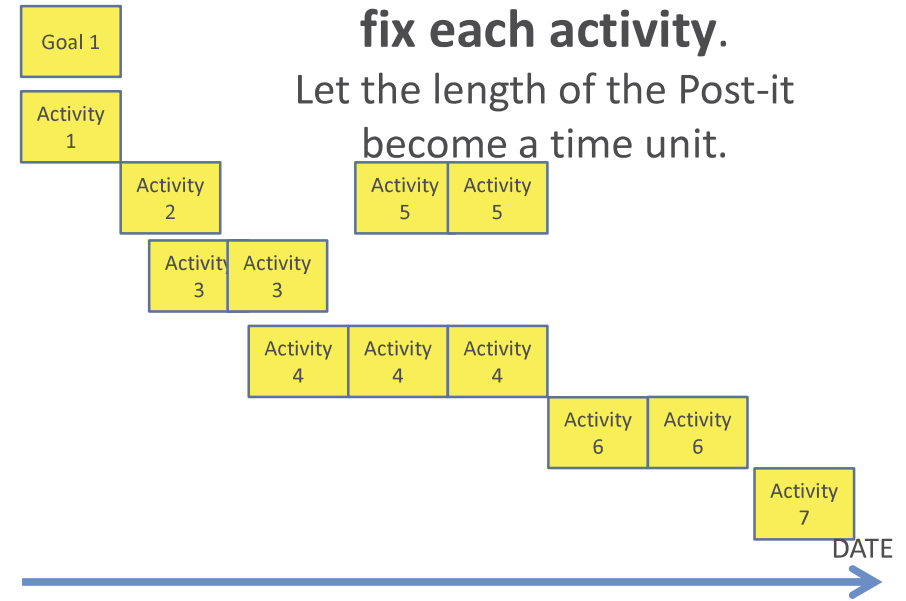 fix each activity.
Let the length of the Post-it
become a time unit.
Goal 1
Activity
1
Activity
2
Activity
5
Activity
5
Activity
3
Activity
3
Activity
4
Activity
4
Activity
4
Activity
6
Activity
6
Activity
7
DATE